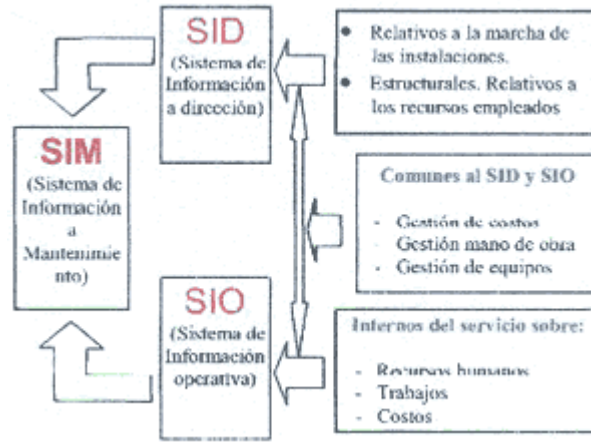 SID
(Sistema de
Información
a dirección)
● Relativos a la marcha de
las instalaciones.
● Estructurales. Relativos a
los recursos empleados
SIM
(Sistema de
Información
a
Mantenimie
nto)
Comunes al SID y SIO
- Gestión de costos
- Gestión mano de obra
- Gestión de equipos
SIO
(Sistema de
Información
operativa)
Internos del servicio sobre:
- Recursos humanos
- Trabajos
- Costos